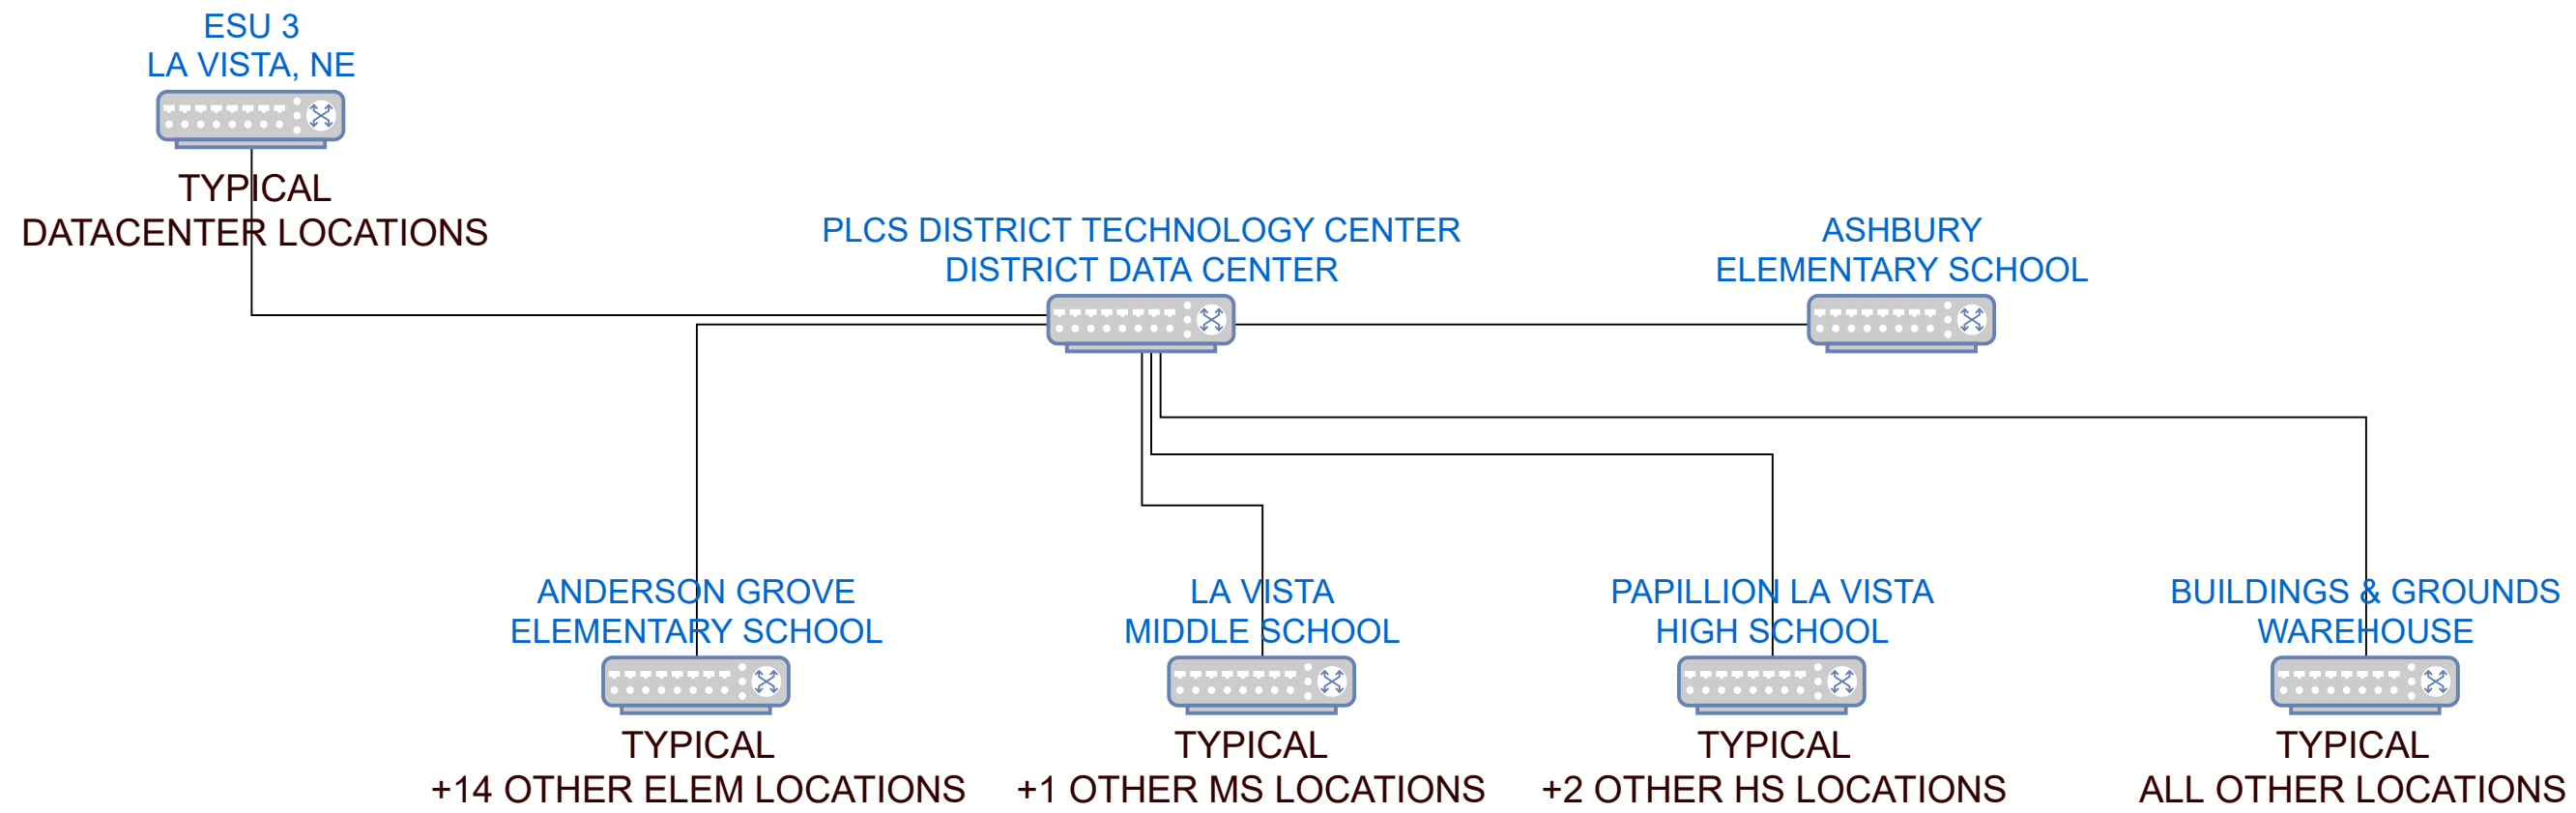 ESU 3
LA VISTA, NE
TYPICAL
DATACENTER LOCATIONS
PLCS DISTRICT TECHNOLOGY CENTER
DISTRICT DATA CENTER
ASHBURY
ELEMENTARY SCHOOL
ANDERSON GROVE
ELEMENTARY SCHOOL
TYPICAL
+14 OTHER ELEM LOCATIONS
LA VISTA
MIDDLE SCHOOL
TYPICAL
+1 OTHER MS LOCATIONS
PAPILLION LA VISTA
HIGH SCHOOL
TYPICAL
+2 OTHER HS LOCATIONS
BUILDINGS & GROUNDS
WAREHOUSE
TYPICAL
ALL OTHER LOCATIONS